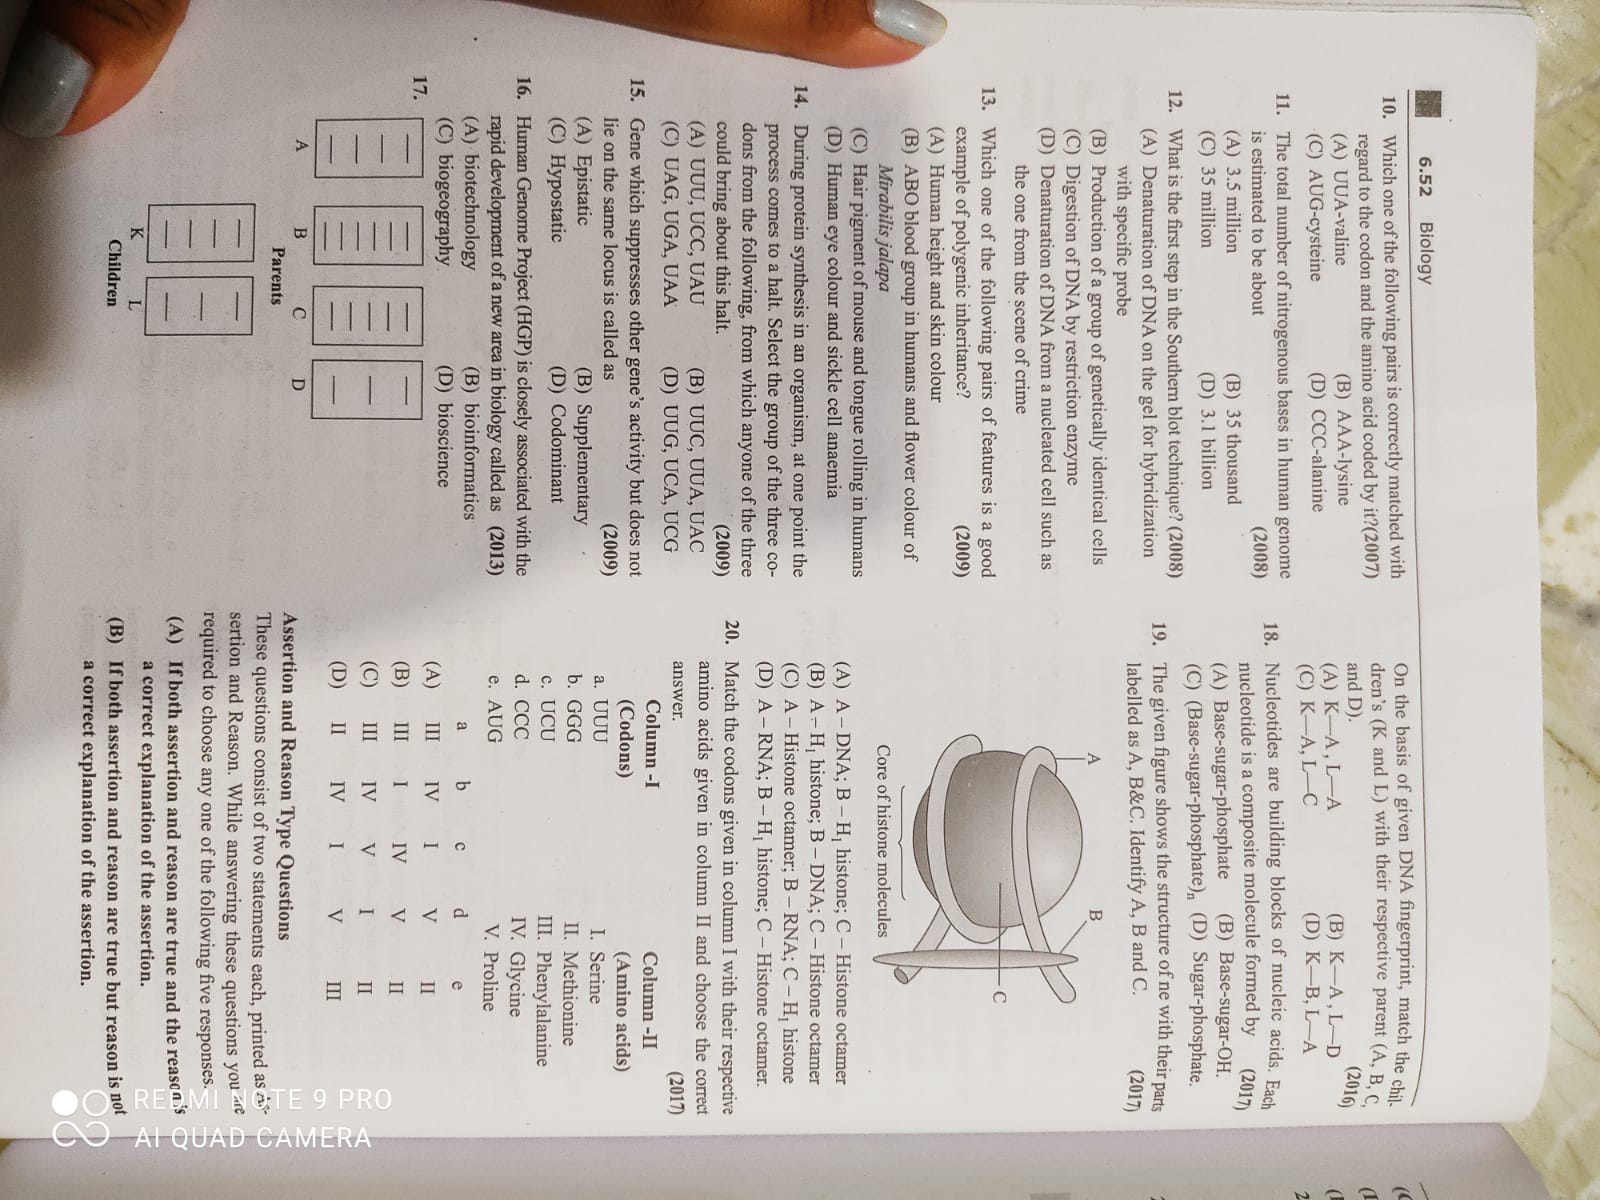 6.52 Biology
10. Which one of the following pairs is correctly matched with
regard to the codon and the amino acid coded by it?(2007)
(A) UUA-valine (B) AAA-lysine
(C) AUG-cysteine (D) CCC-alanine
11. The total number of nitrogenous bases in human genome
is estimated to be about (2008)
(A) 3.5 million (B) 35 thousand
(C) 35 million (D) 3.1 billion
12. What is the first step in the Southern blot technique? (2008)
(A) Denaturation of DNA on the gel for hybridization
with specific probe
(B) Production of a group of genetically identical cells
(C) Digestion of DNA by restriction enzyme
(D) Denaturation of DNA from a nucleated cell such as
the one from the scene of crime
13. Which one of the following pairs of features is a good
example of polygenic inheritance? (2009)
(A) Human height and skin colour
(B) ABO blood group in humans and flower colour of
Mirabilis jalapa
(C) Hair pigment of mouse and tongue rolling in humans
(D) Human eye colour and sickle cell anaemia
14. During protein synthesis in an organism, at one point the
process comes to a halt. Select the group of the three co-
dons from the following, from which anyone of the three
could bring about this halt. (2009)
(A) UUU, UCC, UAU (B) UUC, UUA, UAC
(C) UAG, UGA, UAA (D) UUG, UCA, UCG
15. Gene which suppresses other gene's activity but does not
lie on the same locus is called as (2009)
(A) Epistatic (B) Supplementary
(C) Hypostatic (D) Codominant
16. Human Genome Project (HGP) is closely associated with the
rapid development of a new area in biology called as (2013)
(A) biotechnology (B) bioinformatics
(C) biogeography (D) bioscience
17.
A B C D
Parents
K L
Children
On the basis of given DNA fingerprint, match the chil-
dren's (K and L) with their respective parent (A, B, C,
and D). (2016)
(A) K—A, L—A (B) K—A, L—D
(C) K—A, L—C (D) K—B, L—A
18. Nucleotides are building blocks of nucleic acids. Each
nucleotide is a composite molecule formed by (2017)
(A) Base-sugar-phosphate (B) Base-sugar-OH.
(C) (Base-sugar-phosphate)n (D) Sugar-phosphate.
19. The given figure shows the structure of ne with their parts
labelled as A, B&C. Identify A, B and C. (2017)
A B
C
Core of histone molecules
(A) A – DNA; B – H1 histone; C – Histone octamer
(B) A – H1 histone; B – DNA; C – Histone octamer
(C) A – Histone octamer; B – RNA; C – H1 histone
(D) A – RNA; B – H1 histone; C – Histone octamer.
20. Match the codons given in column I with their respective
amino acids given in column II and choose the correct
answer. (2017)
Column -I Column -II
(Codons) (Amino acids)
a. UUU I. Serine
b. GGG II. Methionine
c. UCU III. Phenylalanine
d. CCC IV. Glycine
e. AUG V. Proline
a b c d e
(A) III IV I V II
(B) III I IV V II
(C) III IV V I II
(D) II IV I V III
Assertion and Reason Type Questions
These questions consist of two statements each, printed as As-
sertion and Reason. While answering these questions you are
required to choose any one of the following five responses.
(A) If both assertion and reason are true and the reason is
a correct explanation of the assertion.
(B) If both assertion and reason are true but reason is not
a correct explanation of the assertion.
REDMI NOTE 9 PRO
AI QUAD CAMERA